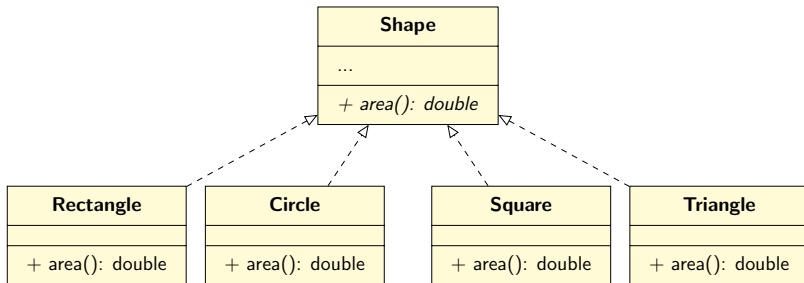 Shape
...
+ area(): double
Rectangle
+ area(): double
Circle
+ area(): double
Square
+ area(): double
Triangle
+ area(): double